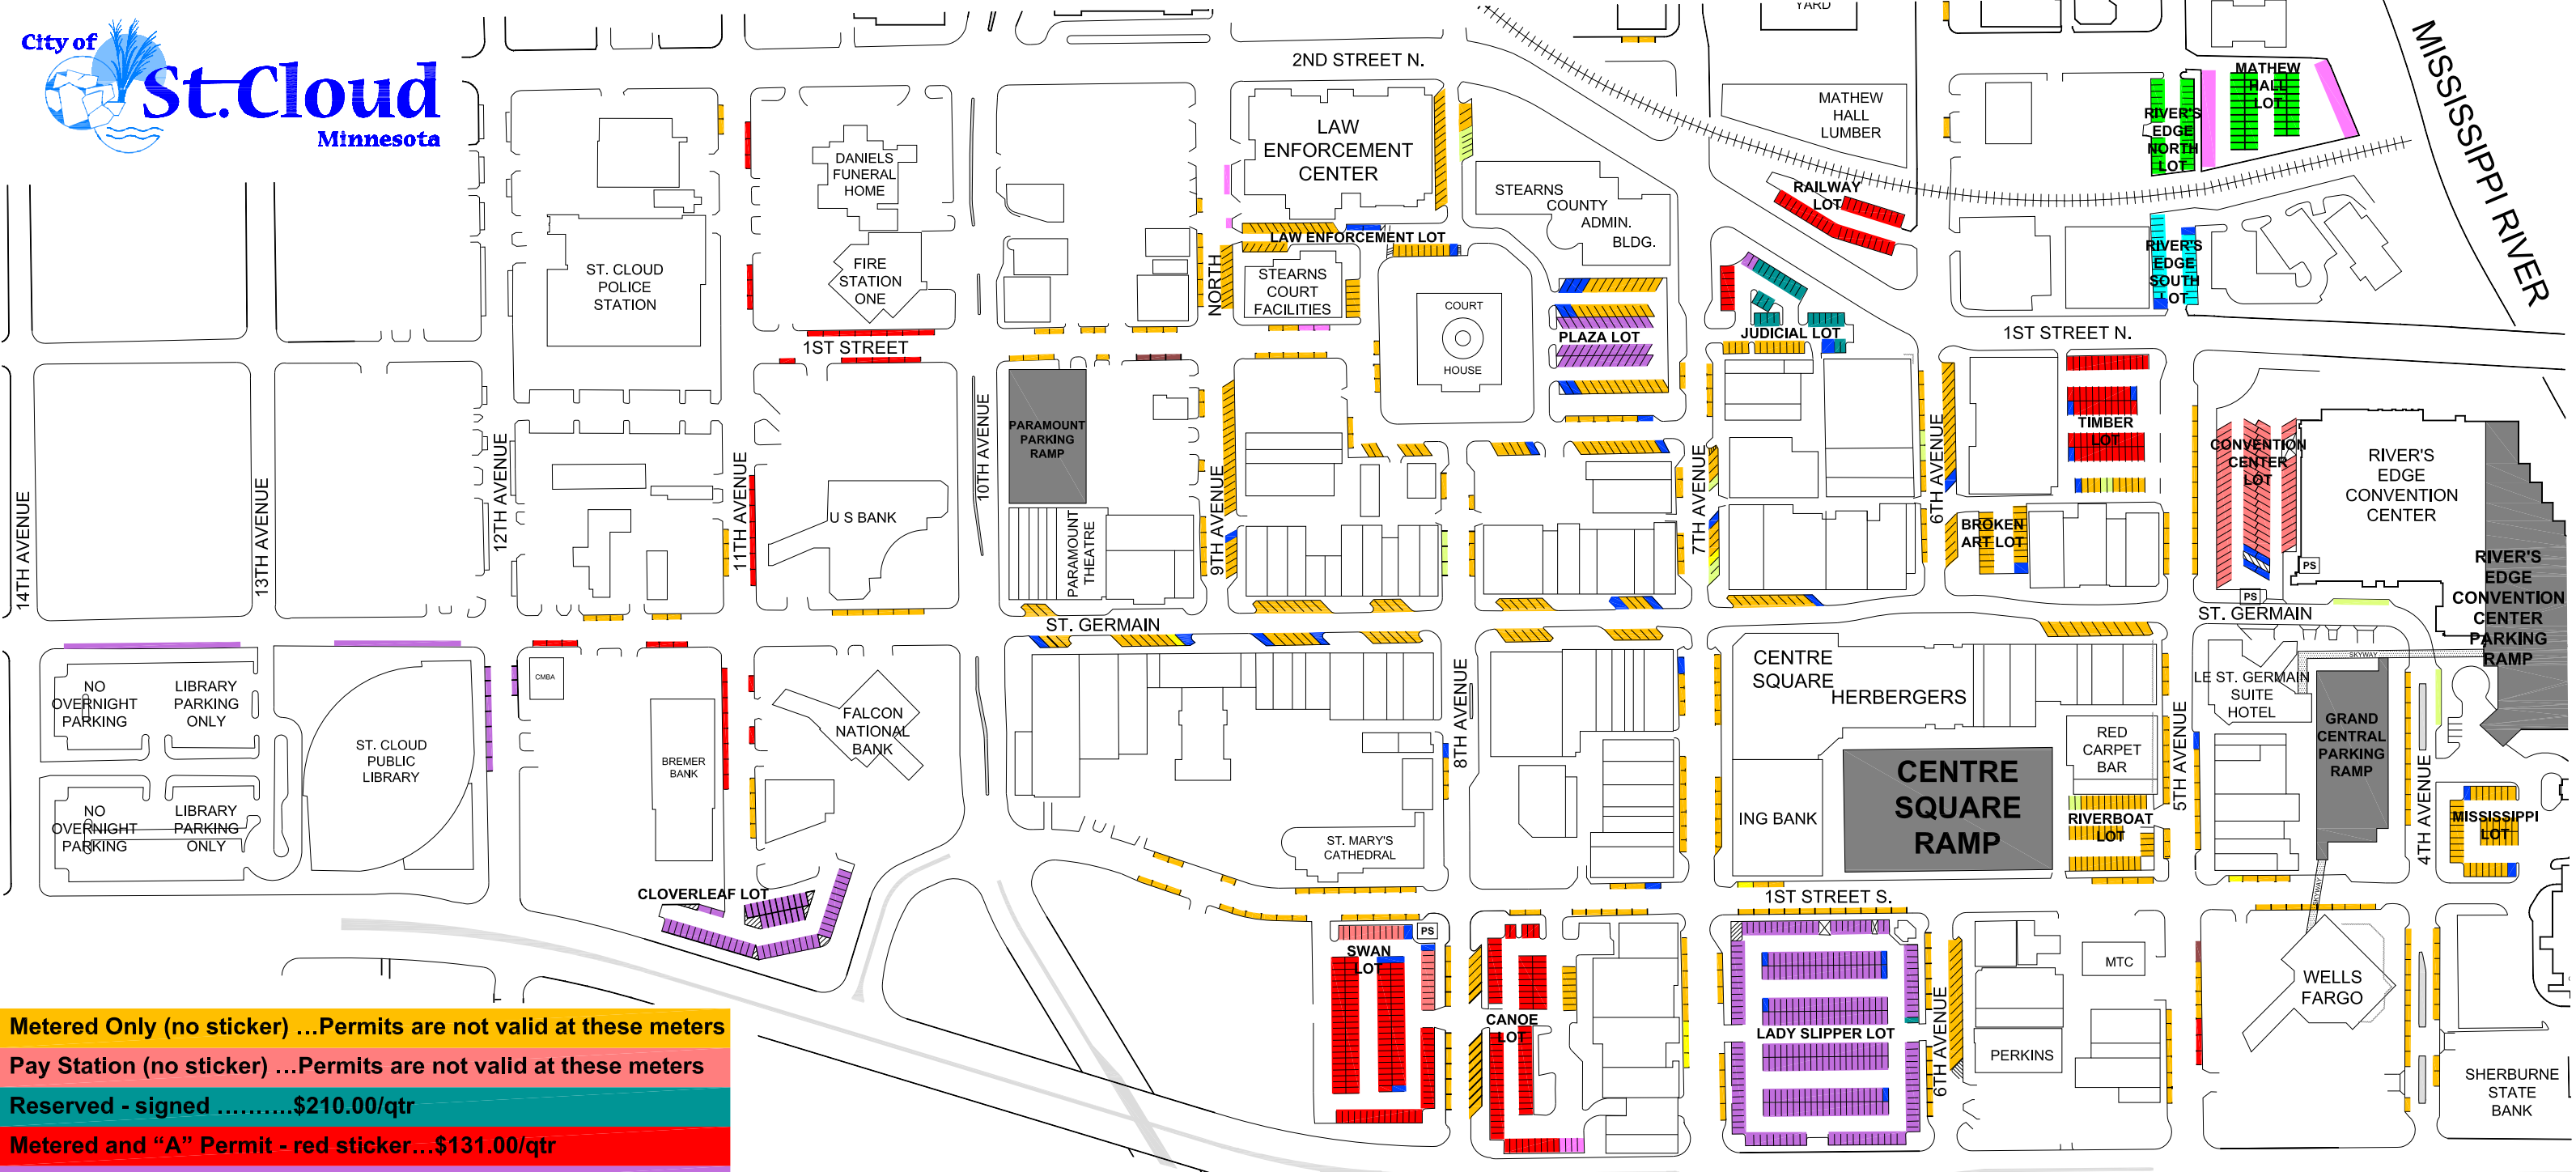 City of
St.Cloud
Minnesota
2ND STREET N.
YARD
MISSISSIPPI RIVER
MATHEW
HALL
LUMBER
MATHEW
HALL
LOT
RIVER'S
EDGE
NORTH
LOT
LAW
ENFORCEMENT
CENTER
DANIELS
FUNERAL
HOME
STEARNS
COUNTY
ADMIN.
BLDG.
RAILWAY
LOT
ST. CLOUD
POLICE
STATION
FIRE
STATION
ONE
NORTH
LAW ENFORCEMENT LOT
STEARNS
COURT
FACILITIES
COURT
HOUSE
PLAZA LOT
JUDICIAL LOT
RIVER'S
EDGE
SOUTH
LOT
1ST STREET
1ST STREET N.
PARAMOUNT
PARKING
RAMP
TIMBER
LOT
CONVENTION
CENTER
LOT
RIVER'S
EDGE
CONVENTION
CENTER
14TH AVENUE
13TH AVENUE
12TH AVENUE
11TH AVENUE
10TH AVENUE
9TH AVENUE
7TH AVENUE
6TH AVENUE
U S BANK
PARAMOUNT
THEATRE
BROKEN
ART LOT
PS
PS
RIVER'S
EDGE
CONVENTION
CENTER
PARKING
RAMP
ST. GERMAIN
ST. GERMAIN
SKYWAY
NO
OVERNIGHT
PARKING
LIBRARY
PARKING
ONLY
NO
OVERNIGHT
PARKING
LIBRARY
PARKING
ONLY
ST. CLOUD
PUBLIC
LIBRARY
CMBA
BREMER
BANK
FALCON
NATIONAL
BANK
8TH AVENUE
ST. MARY'S
CATHEDRAL
CENTRE
SQUARE
HERBERGERS
ING BANK
CENTRE
SQUARE
RAMP
RED
CARPET
BAR
RIVERBOAT
LOT
5TH AVENUE
LE ST. GERMAIN
SUITE
HOTEL
GRAND
CENTRAL
PARKING
RAMP
4TH AVENUE
MISSISSIPPI
LOT
SKYWAY
CLOVERLEAF LOT
1ST STREET S.
PS
SWAN
LOT
CANOE
LOT
LADY SLIPPER LOT
6TH AVENUE
MTC
PERKINS
WELLS
FARGO
SHERBURNE
STATE
BANK
Metered Only (no sticker) ...Permits are not valid at these meters
Pay Station (no sticker) ...Permits are not valid at these meters
Reserved - signed ..........$210.00/qtr
Metered and “A” Permit - red sticker...$131.00/qtr